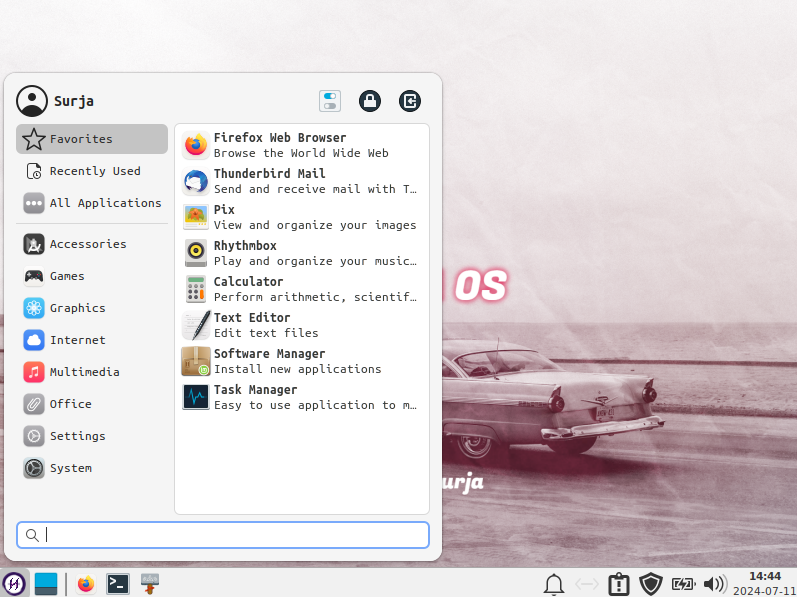 Surja
Favorites
Recently Used
All Applications
Accessories
Games
Graphics
Internet
Multimedia
Office
Settings
System
Firefox Web Browser
Browse the World Wide Web
Thunderbird Mail
Send and receive mail with T…
Pix
View and organize your images
Rhythmbox
Play and organize your music…
Calculator
Perform arithmetic, scientif…
Text Editor
Edit text files
Software Manager
Install new applications
Task Manager
Easy to use application to m…
OS
urja
14:44
2024-07-11